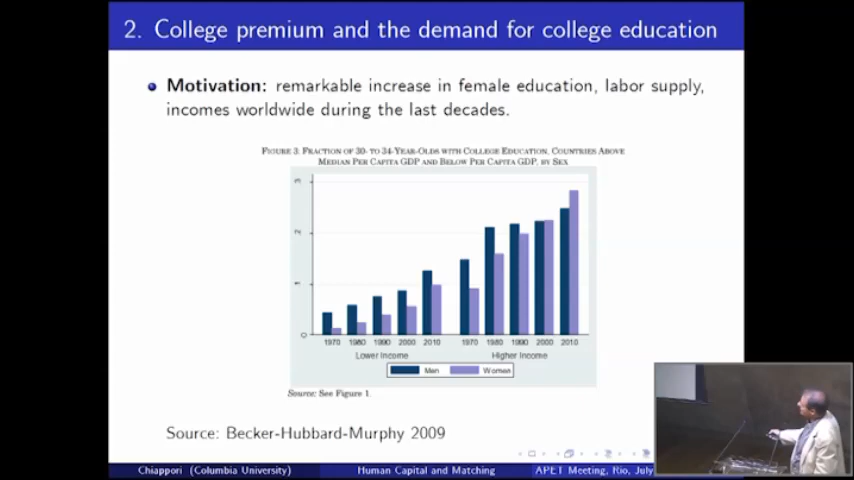 2. College premium and the demand for college education
Motivation: remarkable increase in female education, labor supply,
incomes worldwide during the last decades.
FIGURE 3: FRACTION OF 30- TO 34-YEAR-OLDS WITH COLLEGE EDUCATION, COUNTRIES ABOVE
MEDIAN PER CAPITA GDP AND BELOW PER CAPITA GDP, BY SEX
.3
.2
.1
0
1970 1980 1990 2000 2010 1970 1980 1990 2000 2010
Lower Income Higher Income
Men Women
Source: See Figure 1.
Source: Becker-Hubbard-Murphy 2009
Chiappori (Columbia University) Human Capital and Matching APET Meeting, Rio, July